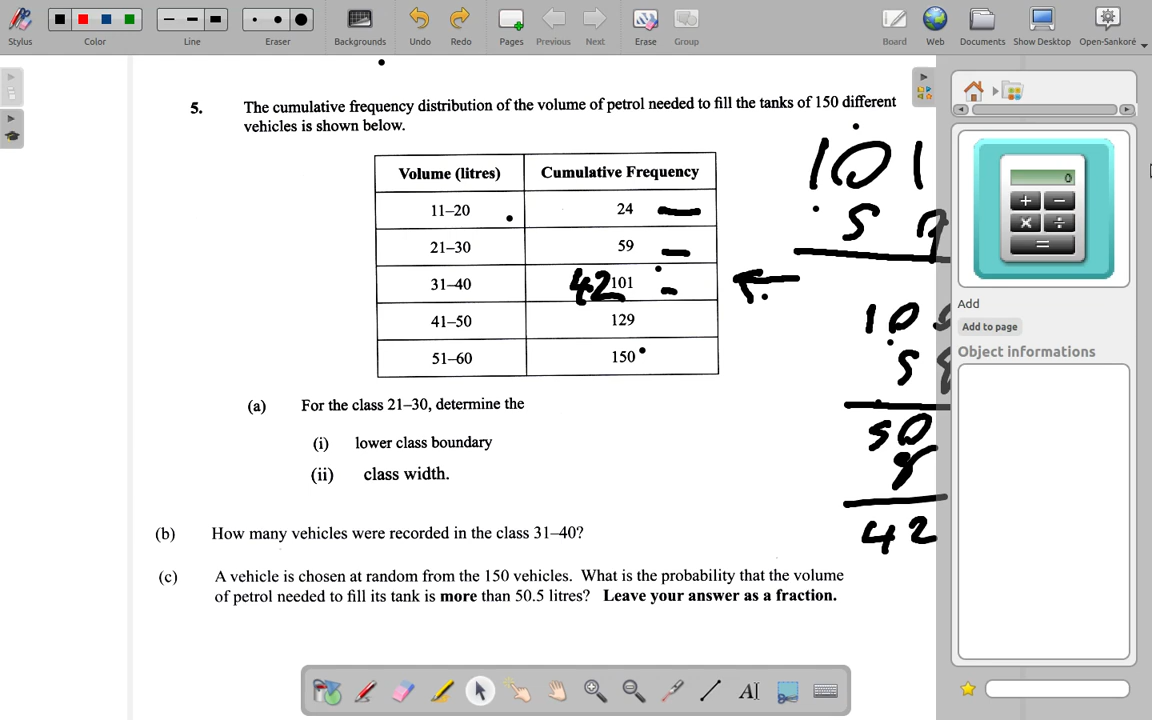 Stylus
Color
Line
Eraser
Backgrounds
Undo
Redo
Pages
Previous
Next
Erase
Group
Board
Web
Documents
Show Desktop
Open-Sankoré
5. The cumulative frequency distribution of the volume of petrol needed to fill the tanks of 150 different
vehicles is shown below.
Volume (litres) Cumulative Frequency
11–20 24
21–30 59
31–40 42 101
41–50 129
51–60 150
(a) For the class 21–30, determine the
(i) lower class boundary
(ii) class width.
(b) How many vehicles were recorded in the class 31–40?
(c) A vehicle is chosen at random from the 150 vehicles. What is the probability that the volume
of petrol needed to fill its tank is more than 50.5 litres? Leave your answer as a fraction.
101
5 9
10
5
50
8
42
0
+ −
× ÷
=
Add
Add to page
Object informations
AI